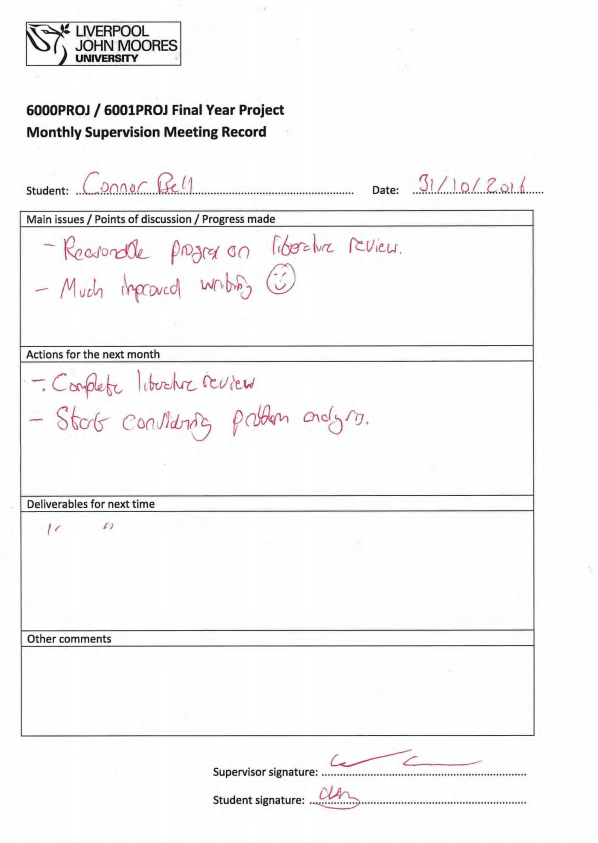 LIVERPOOL
JOHN MOORES
UNIVERSITY
6000PROJ / 6001PROJ Final Year Project
Monthly Supervision Meeting Record
Student: Connor Bell Date: 31/10/2016
Main issues / Points of discussion / Progress made
- Reasonable progress on literature review.
- Much improved writing
Actions for the next month
- Complete literature review
- Start considering problem analysis.
Deliverables for next time
" "
Other comments
Supervisor signature:
Student signature: